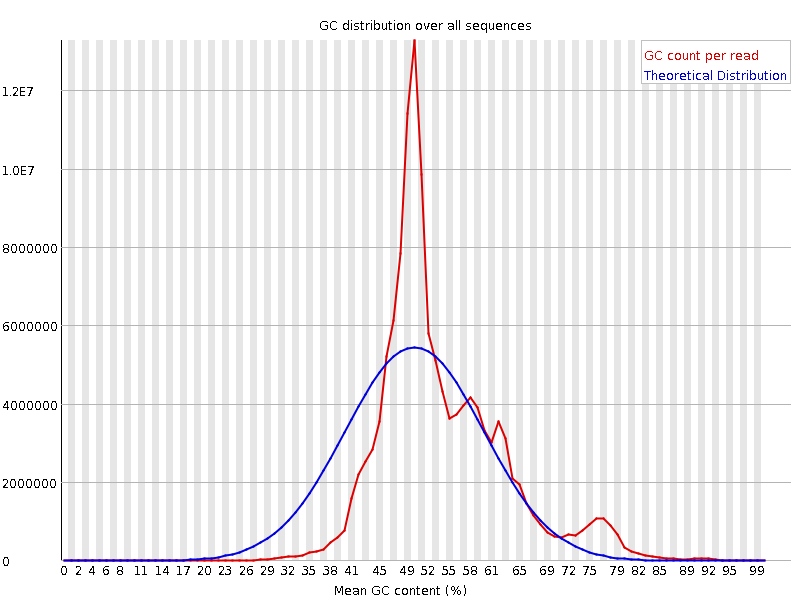 GC distribution over all sequences
GC count per read
Theoretical Distribution
1.2E7
1.0E7
8000000
6000000
4000000
2000000
0
0 2 4 6 8 11 14 17 20 23 26 29 32 35 38 41 45 49 52 55 58 61 65 69 72 75 79 82 85 89 92 95 99
Mean GC content (%)